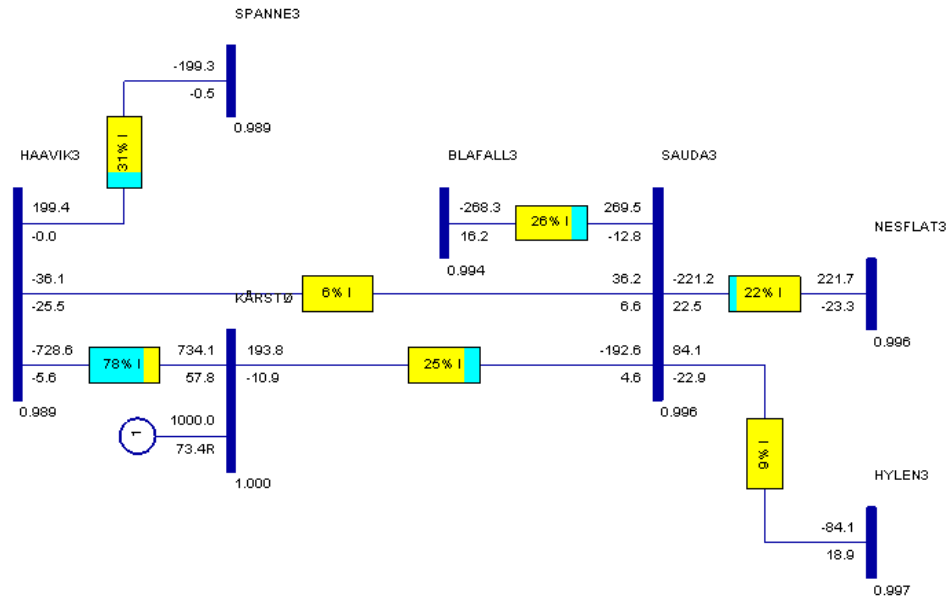 SPANNE3
-199.3
-0.5
0.989
31% I
HAAVIK3
BLAFALL3
SAUDA3
199.4
-0.0
-268.3
16.2
26% I
269.5
-12.8
NESFLAT3
0.994
-36.1
-25.5
6% I
36.2
6.6
-221.2
22.5
22% I
221.7
-23.3
KÅRSTØ
0.996
-728.6
-5.6
78% I
734.1
57.8
193.8
-10.9
25% I
-192.6
4.6
84.1
-22.9
0.989
0.996
1
1000.0
73.4R
1.000
9% I
HYLEN3
-84.1
18.9
0.997